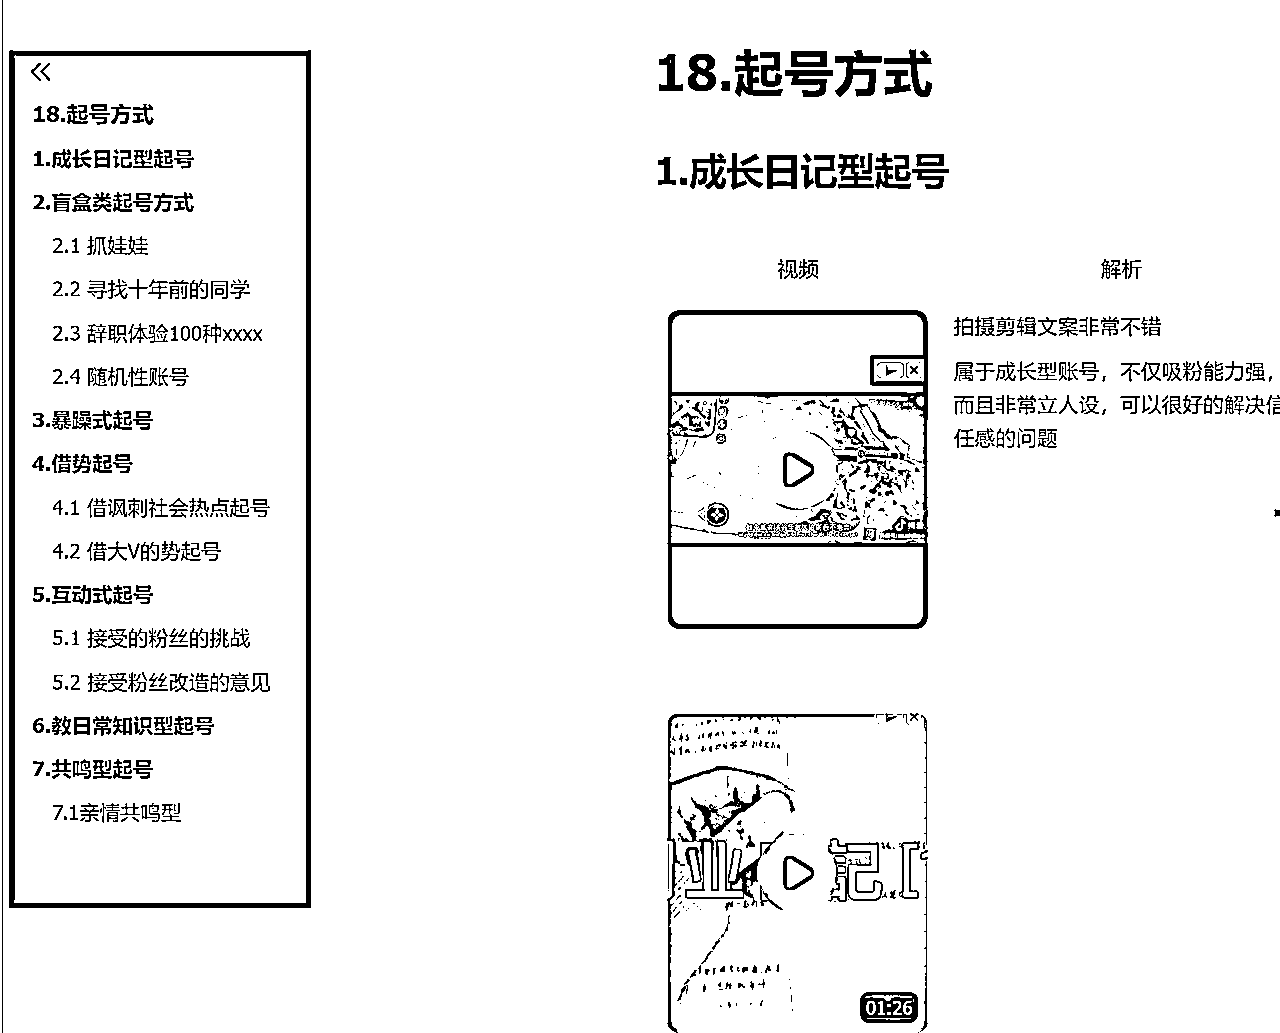 18.起号方式
1.成长日记型起号
2.盲盒类起号方式
2.1 抓娃娃
2.2 寻找十年前的同学
2.3 辞职体验100种xxxx
2.4 随机性账号
3.暴躁式起号
4.借势起号
4.1 借讽刺社会热点起号
4.2 借大V的势起号
5.互动式起号
5.1 接受的粉丝的挑战
5.2 接受粉丝改造的意见
6.教日常知识型起号
7.共鸣型起号
7.1亲情共鸣型
18.起号方式
1.成长日记型起号
视频
解析
拍摄剪辑文案非常不错
属于成长型账号，不仅吸粉能力强，
而且非常立人设，可以很好的解决信
任感的问题
业 记
01:26